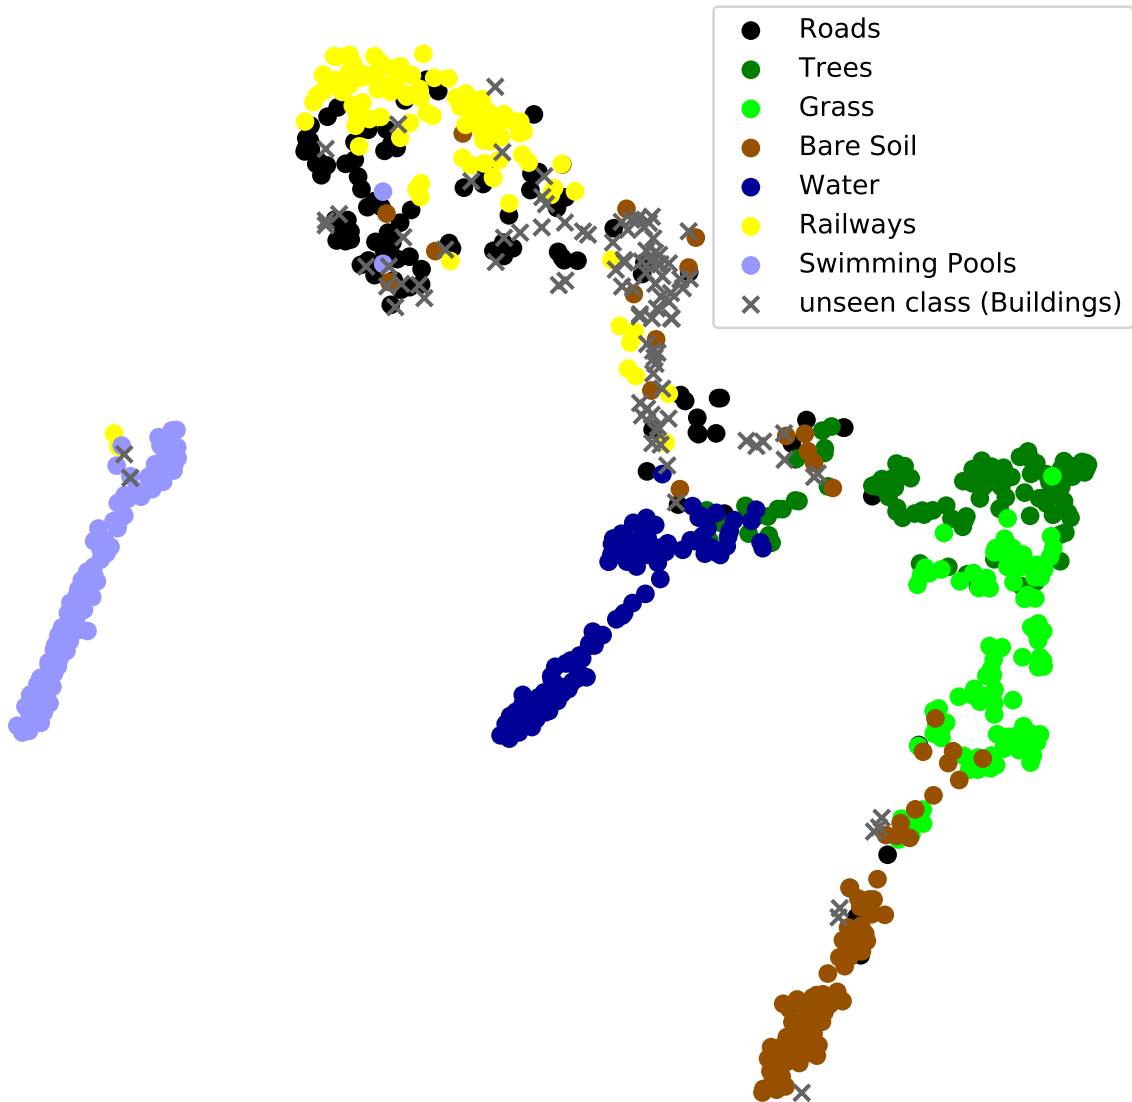 Roads
Trees
Grass
Bare Soil
Water
Railways
Swimming Pools
unseen class (Buildings)